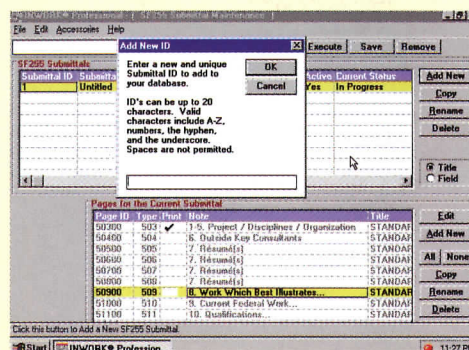 INWORK® Professional - [ SF255 Submittal Maintenance ]
File Edit Accessories Help
Execute Save Remove
SF255 Submittals
Submittal ID Active Current Status
1 Untitled Yes In Progress
Add New
Copy
Rename
Delete
Title
Field
Add New ID
Enter a new and unique
Submittal ID to add to
your database.
ID's can be up to 20
characters. Valid
characters include A-Z,
numbers, the hyphen,
and the underscore.
Spaces are not permitted.
OK
Cancel
Pages for the Current Submittal
Page ID Type Print Note Title
50300 503 ✓ 1-5. Project / Disciplines / Organization STANDAR
50400 504 6. Outside Key Consultants STANDAR
50500 505 7. Résumé(s) STANDAR
50600 506 7. Résumé(s) STANDAR
50700 507 7. Résumé(s) STANDAR
50800 508 7. Résumé(s) STANDAR
50900 509 8. Work Which Best Illustrates... STANDAR
51000 510 9. Current Federal Work... STANDAR
51100 511 10. Qualifications... STANDAR
Edit
Add New
All None
Copy
Rename
Delete
Click this button to Add a New SF255 Submittal.
Start INWORK® Profession... 11:27 P